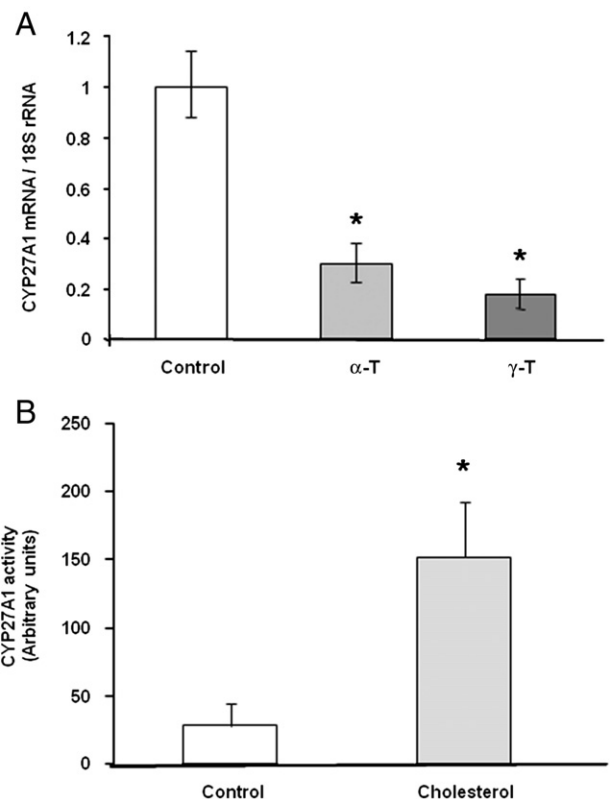 A
CYP27A1 mRNA / 18S rRNA
1.2
1
0.8
0.6
0.4
0.2
0
*
*
Control
α-T
γ-T
B
CYP27A1 activity
(Arbitrary units)
250
200
150
100
50
0
*
Control
Cholesterol